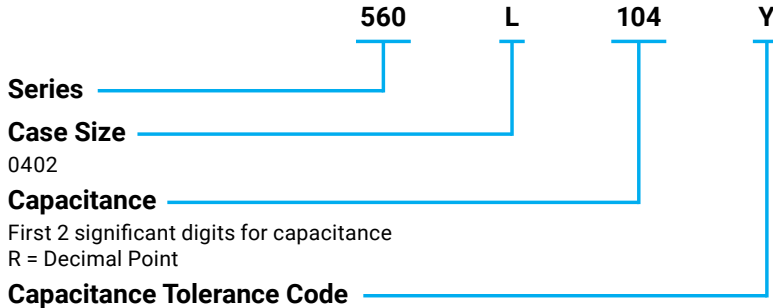 560 L 104 Y
Series
Case Size
0402
Capacitance
First 2 significant digits for capacitance
R = Decimal Point
Capacitance Tolerance Code